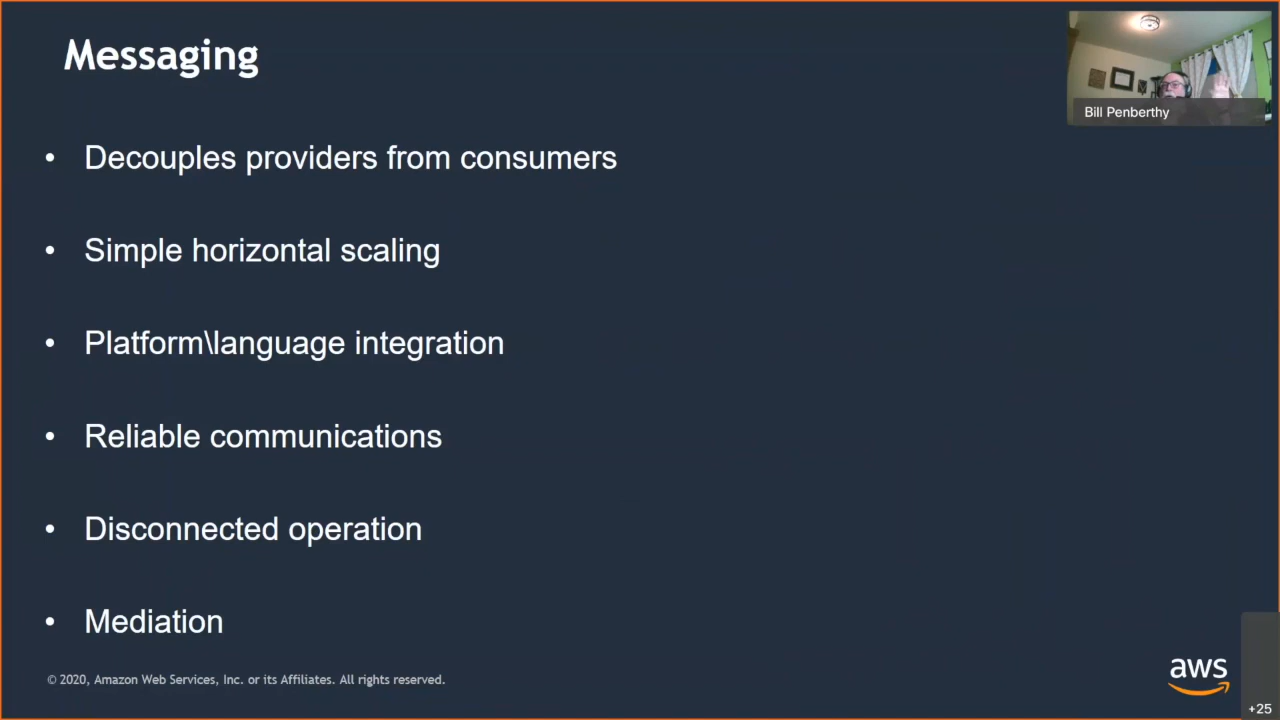 Messaging
Bill Penberthy
• Decouples providers from consumers
• Simple horizontal scaling
• Platform\language integration
• Reliable communications
• Disconnected operation
• Mediation
© 2020, Amazon Web Services, Inc. or its Affiliates. All rights reserved.
aws
+25